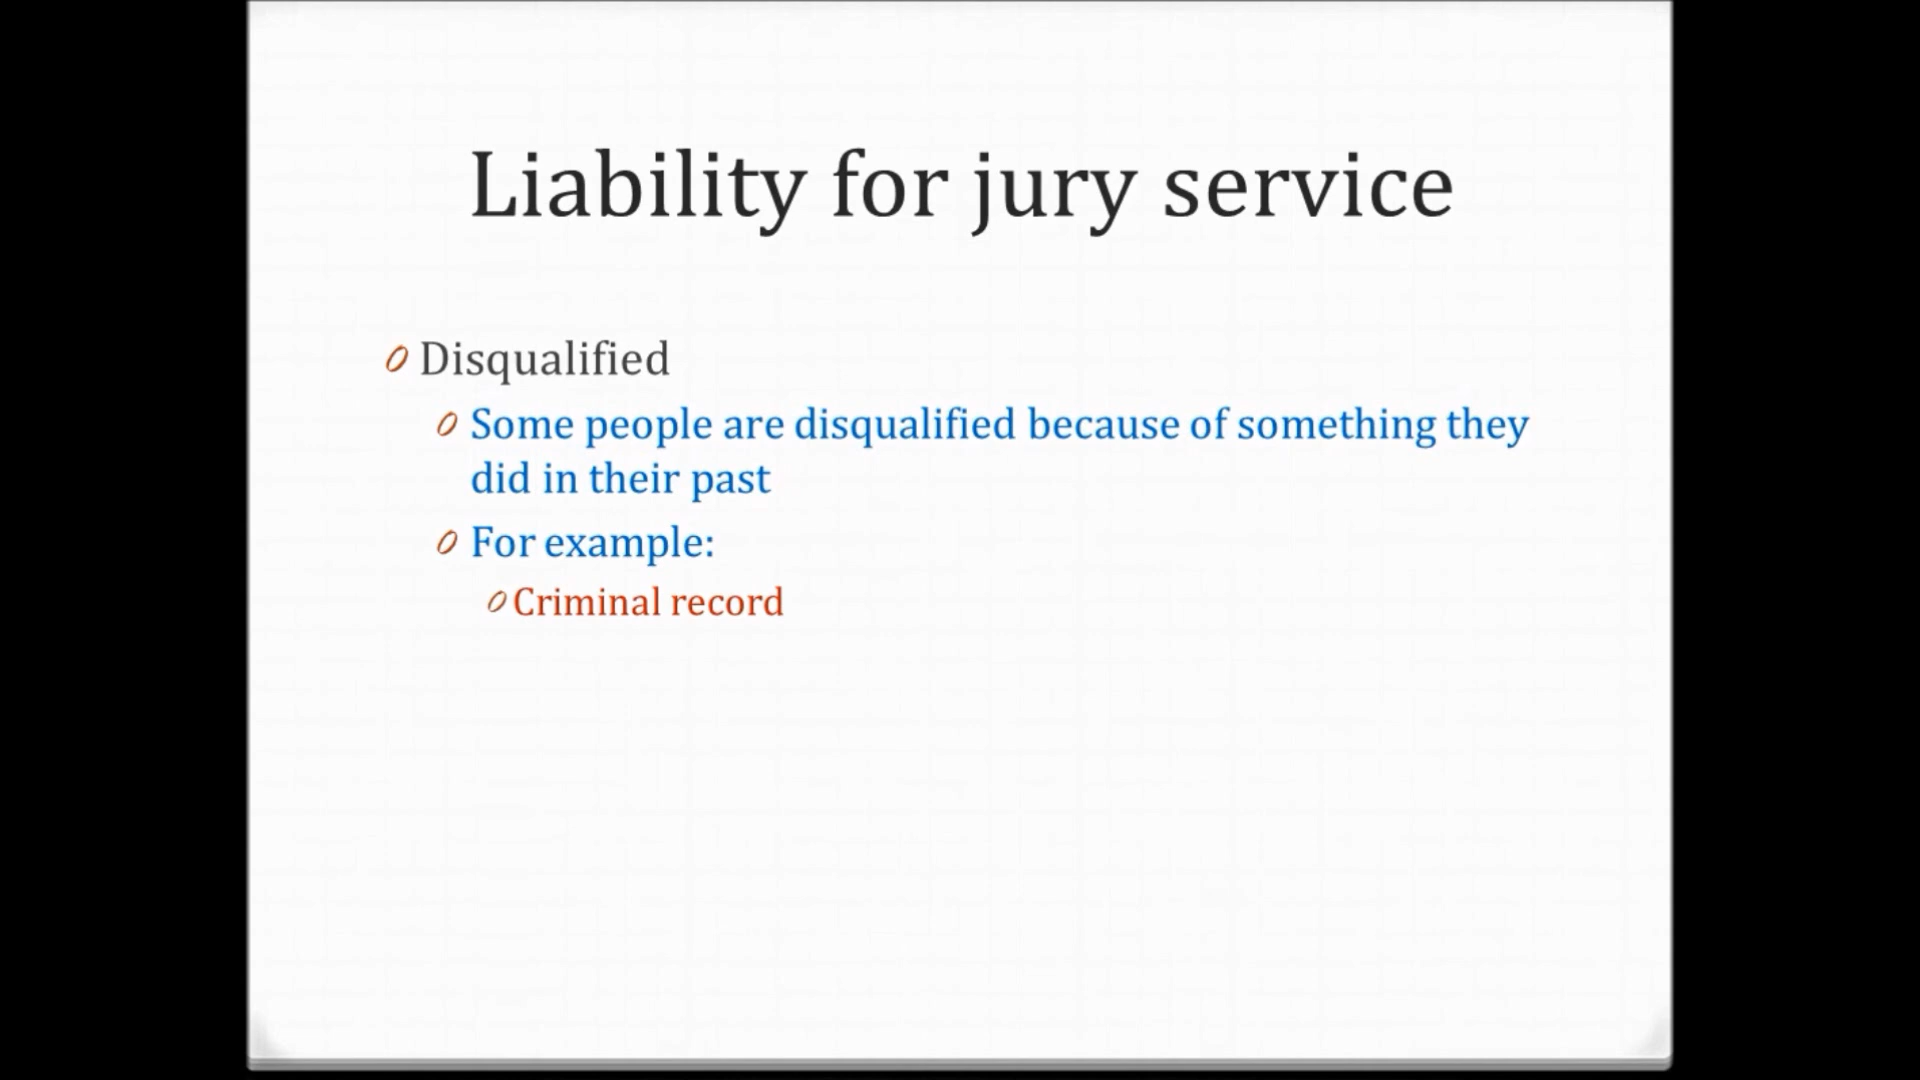 Liability for jury service
Disqualified
Some people are disqualified because of something they
did in their past
For example:
Criminal record